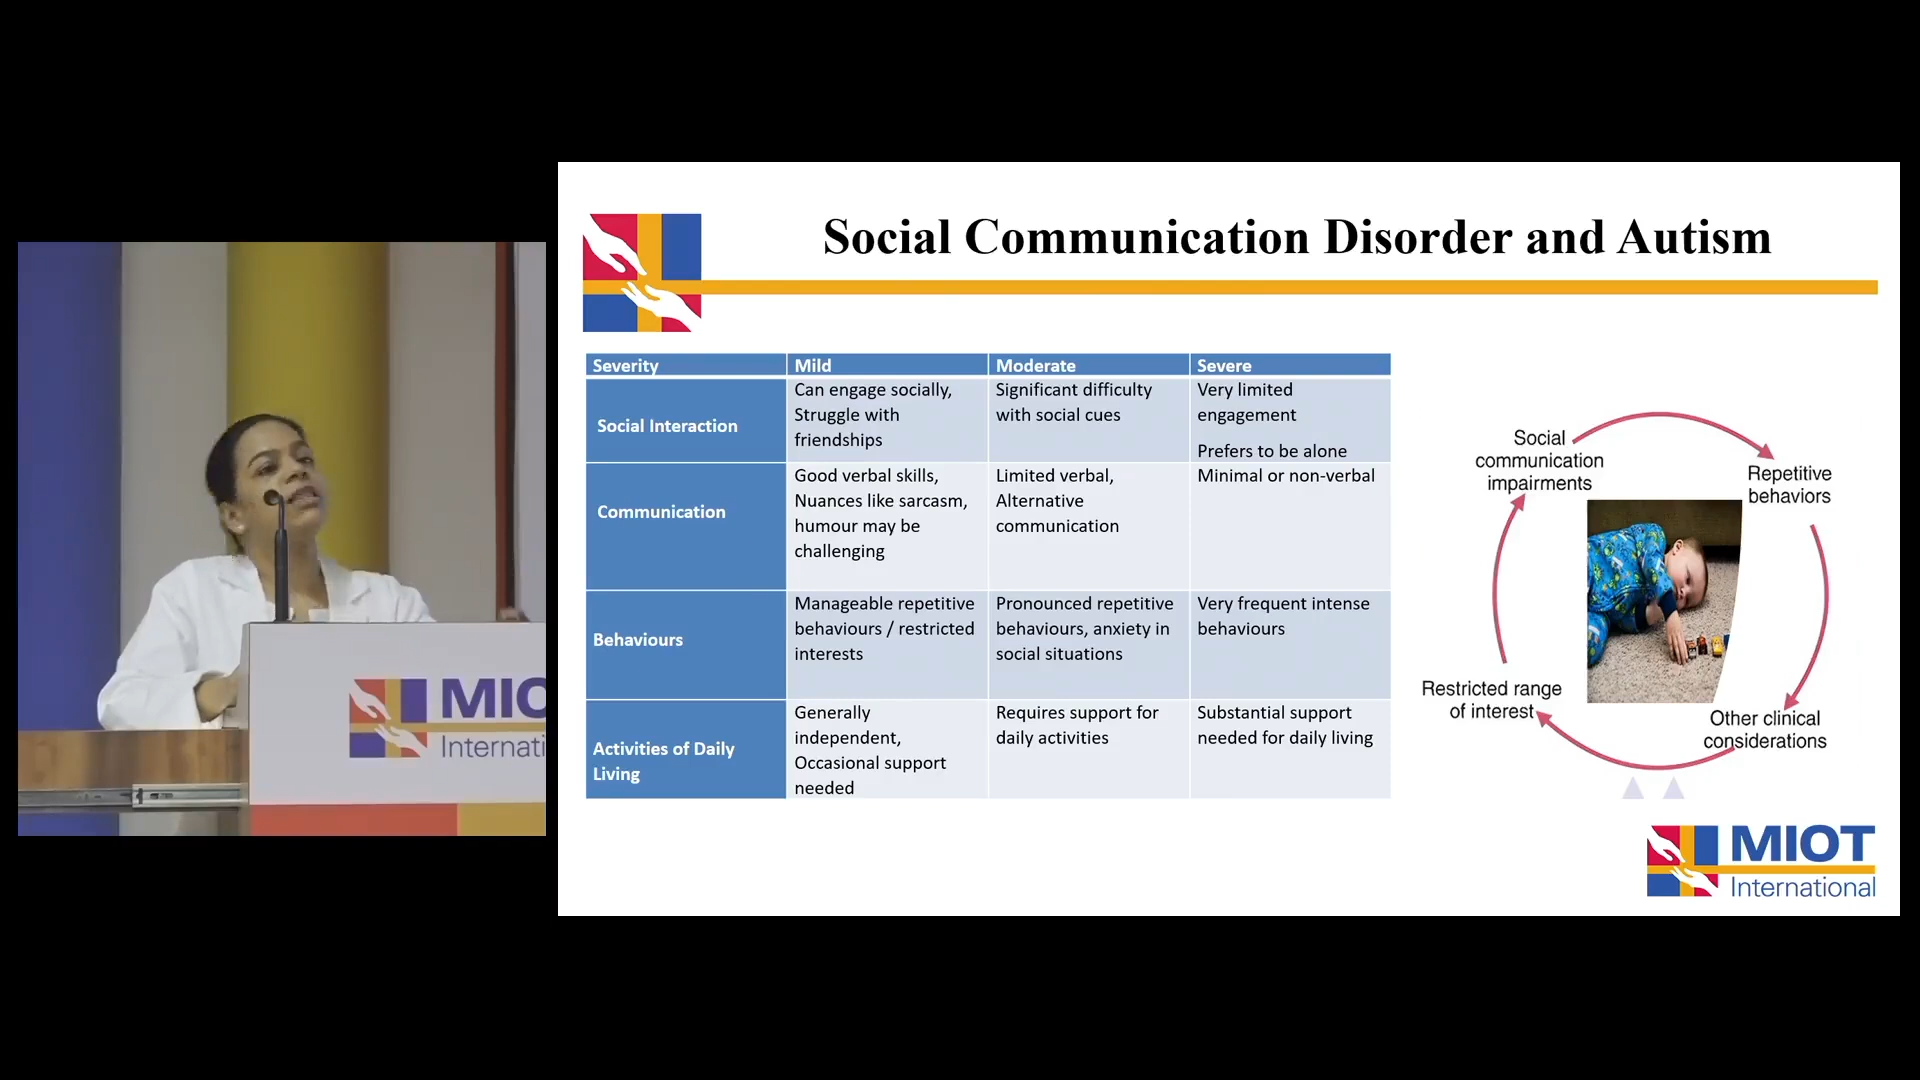 MIO
Internati
Social Communication Disorder and Autism
Severity
Mild
Moderate
Severe
Social Interaction
Can engage socially,
Struggle with
friendships
Significant difficulty
with social cues
Very limited
engagement
Prefers to be alone
Communication
Good verbal skills,
Nuances like sarcasm,
humour may be
challenging
Limited verbal,
Alternative
communication
Minimal or non-verbal
Behaviours
Manageable repetitive
behaviours / restricted
interests
Pronounced repetitive
behaviours, anxiety in
social situations
Very frequent intense
behaviours
Activities of Daily
Living
Generally
independent,
Occasional support
needed
Requires support for
daily activities
Substantial support
needed for daily living
Social
communication
impairments
Repetitive
behaviors
Restricted range
of interest
Other clinical
considerations
MIOT
International